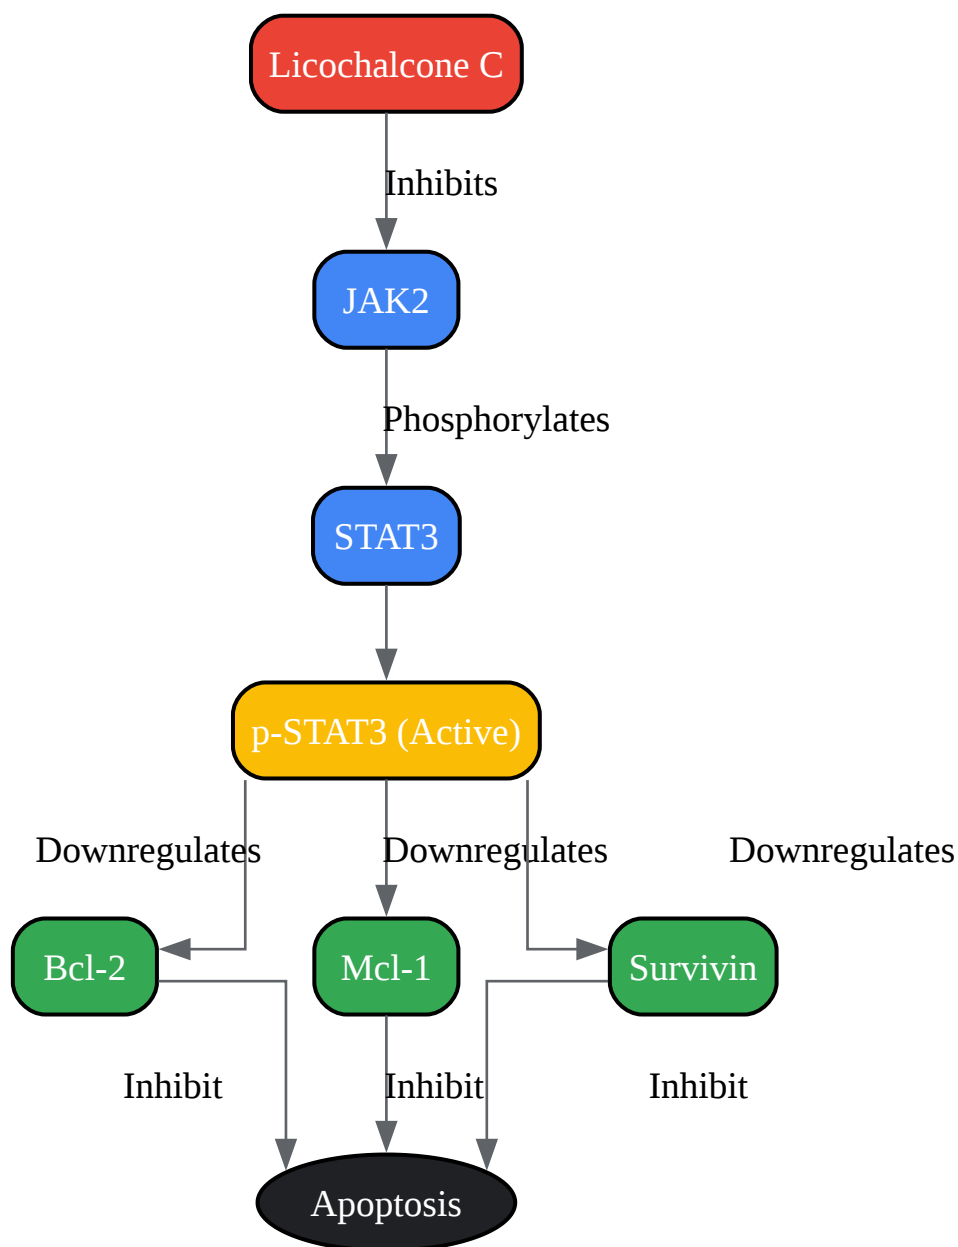 Licochalcone C
Inhibits
JAK2
Phosphorylates
STAT3
p-STAT3 (Active)
Downregulates
Downregulates
Downregulates
Bcl-2
Mcl-1
Survivin
Inhibit
Inhibit
Inhibit
Apoptosis